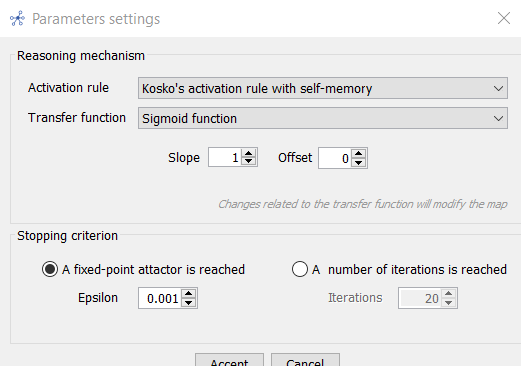 Parameters settings
Reasoning mechanism
Activation rule Kosko's activation rule with self-memory
Transfer function Sigmoid function
Slope 1 Offset 0
Changes related to the transfer function will modify the map
Stopping criterion
A fixed-point attactor is reached A number of iterations is reached
Epsilon 0.001 Iterations 20
Accept Cancel